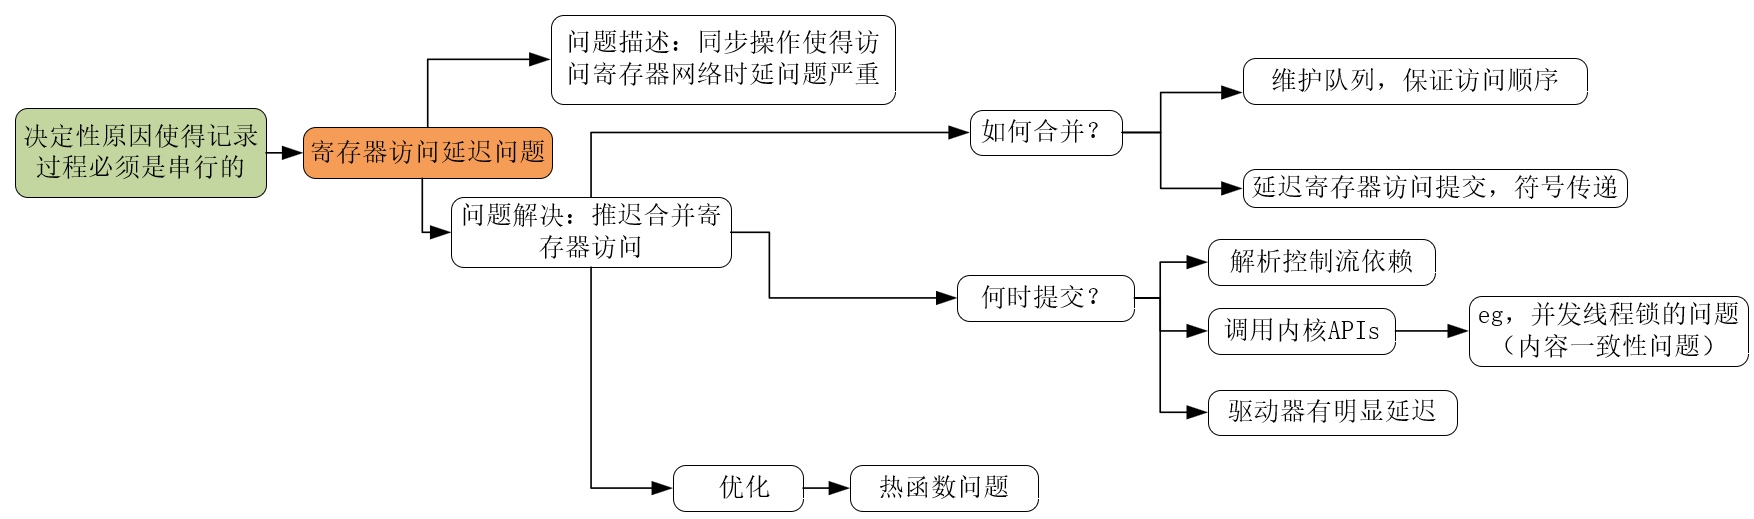 决定性原因使得记录
过程必须是串行的
寄存器访问延迟问题
问题描述：同步操作使得访
问寄存器网络时延问题严重
问题解决：推迟合并寄
存器访问
如何合并？
维护队列，保证访问顺序
延迟寄存器访问提交，符号传递
何时提交？
解析控制流依赖
调用内核APIs
eg，并发线程锁的问题
（内容一致性问题）
驱动器有明显延迟
优化
热函数问题